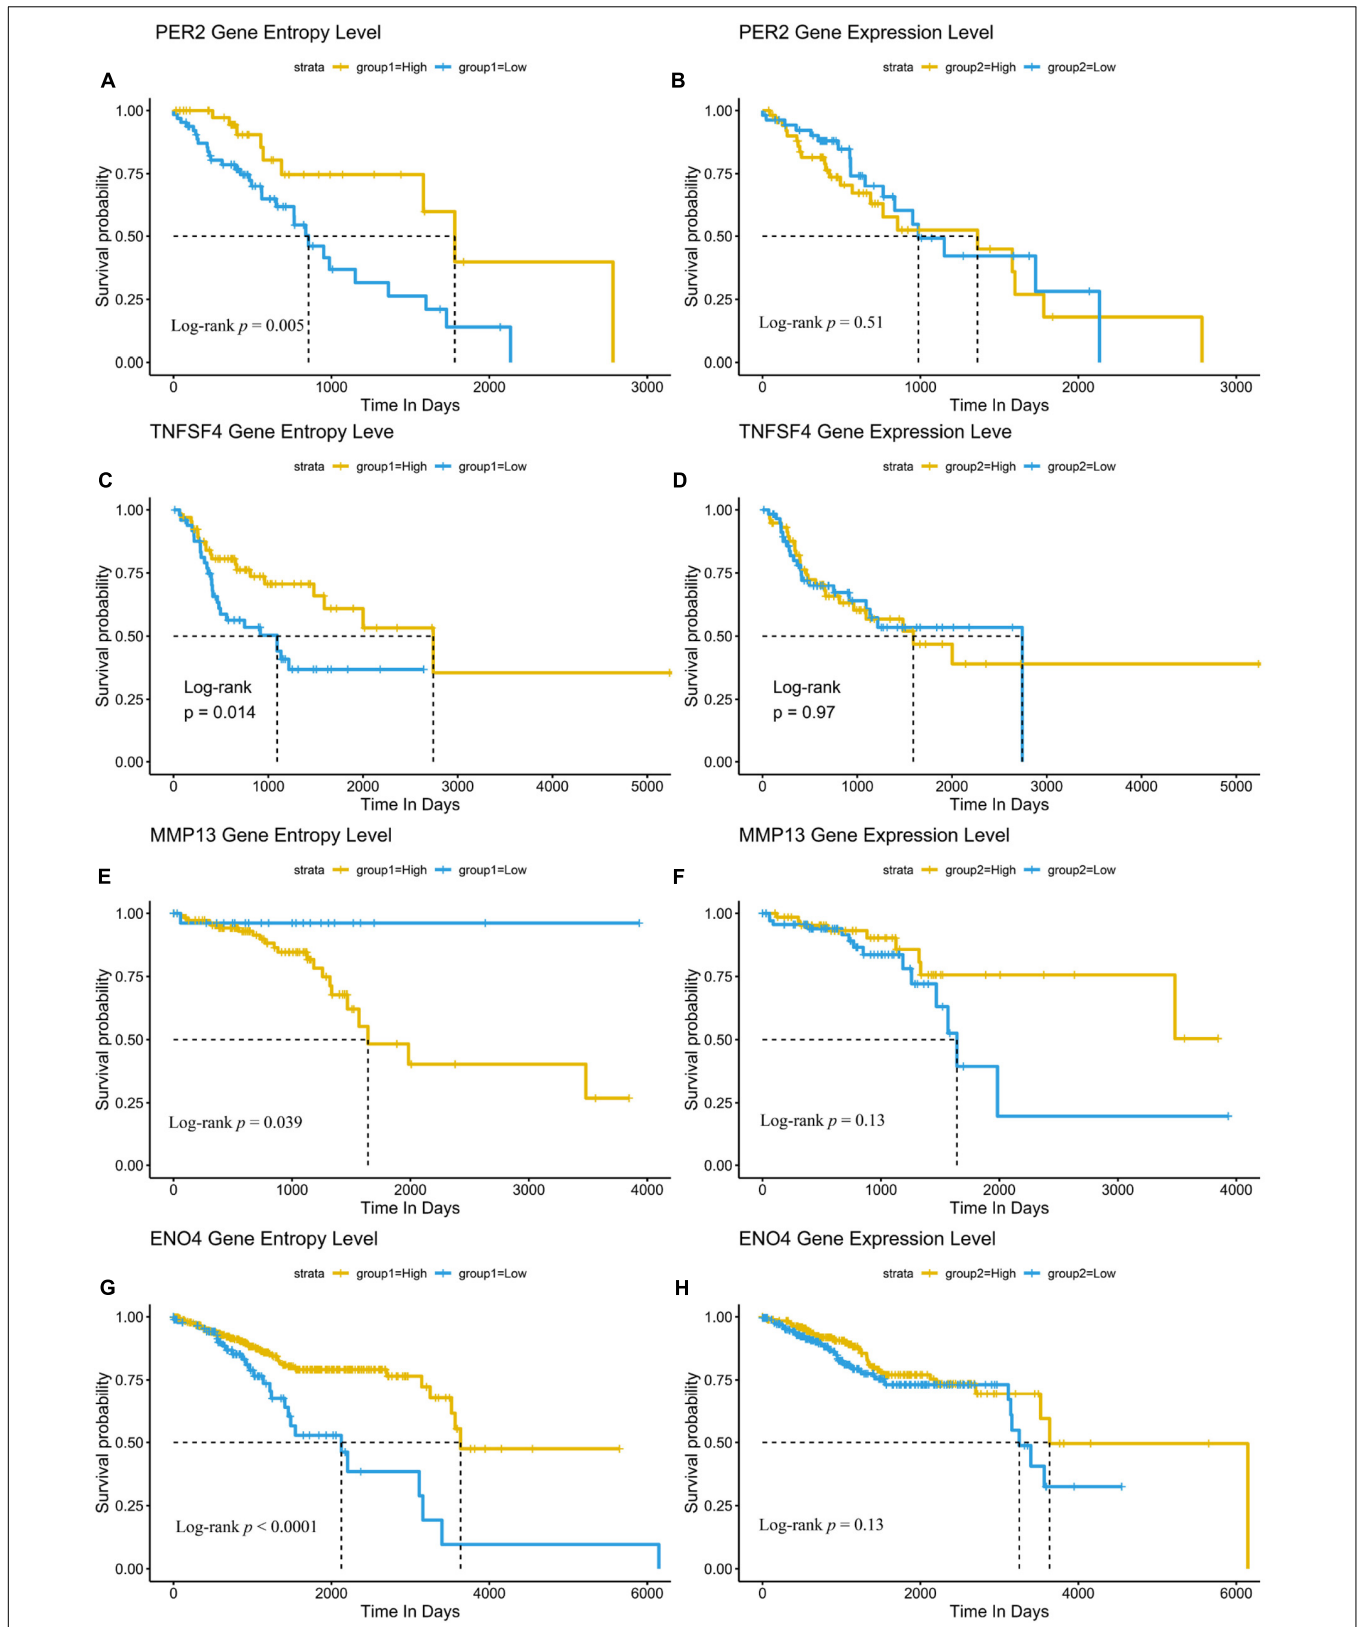 PER2 Gene Entropy Level
strata group1=High group1=Low
A
Survival probability
1.00
0.75
0.50
0.25
0.00
Log-rank p = 0.005
0 1000 2000 3000
Time In Days
PER2 Gene Expression Level
strata group2=High group2=Low
B
Survival probability
1.00
0.75
0.50
0.25
0.00
Log-rank p = 0.51
0 1000 2000 3000
Time In Days
TNFSF4 Gene Entropy Leve
strata group1=High group1=Low
C
Survival probability
1.00
0.75
0.50
0.25
0.00
Log-rank
p = 0.014
0 1000 2000 3000 4000 5000
Time In Days
TNFSF4 Gene Expression Leve
strata group2=High group2=Low
D
Survival probability
1.00
0.75
0.50
0.25
0.00
Log-rank
p = 0.97
0 1000 2000 3000 4000 5000
Time In Days
MMP13 Gene Entropy Level
strata group1=High group1=Low
E
Survival probability
1.00
0.75
0.50
0.25
0.00
Log-rank p = 0.039
0 1000 2000 3000 4000
Time In Days
MMP13 Gene Expression Level
strata group2=High group2=Low
F
Survival probability
1.00
0.75
0.50
0.25
0.00
Log-rank p = 0.13
0 1000 2000 3000 4000
Time In Days
ENO4 Gene Entropy Level
strata group1=High group1=Low
G
Survival probability
1.00
0.75
0.50
0.25
0.00
Log-rank p < 0.0001
0 2000 4000 6000
Time In Days
ENO4 Gene Expression Level
strata group2=High group2=Low
H
Survival probability
1.00
0.75
0.50
0.25
0.00
Log-rank p = 0.13
0 2000 4000 6000
Time In Days